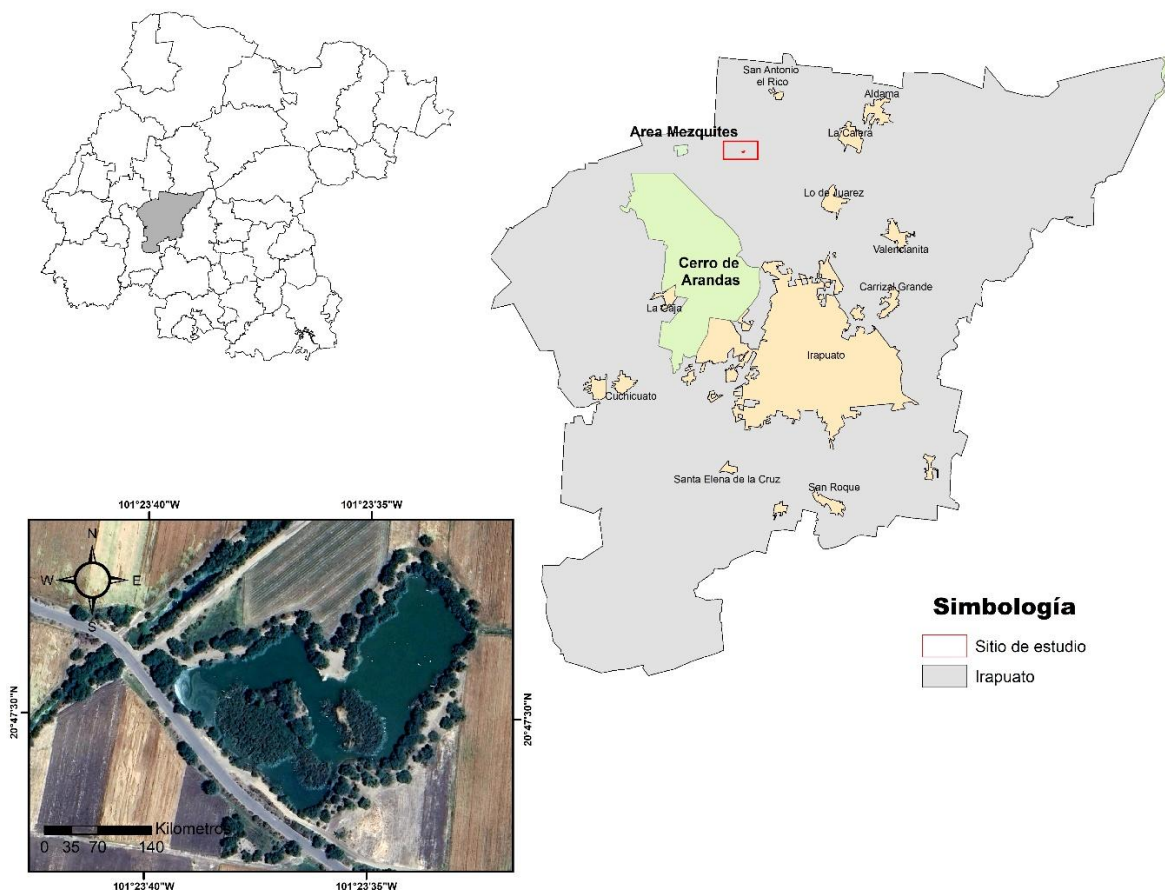 San Antonio
el Rico
Aldama
Area Mezquites
La Calera
Lo de Juarez
Valencianita
Cerro de
Arandas
Carrizal Grande
La Caja
Irapuato
Cuchicuato
Santa Elena de la Cruz
San Roque
Simbología
Sitio de estudio
Irapuato
101°23'40"W 101°23'35"W
N
W E
S
20°47'30"N 20°47'30"N
Kilometros
0 35 70 140
101°23'40"W 101°23'35"W